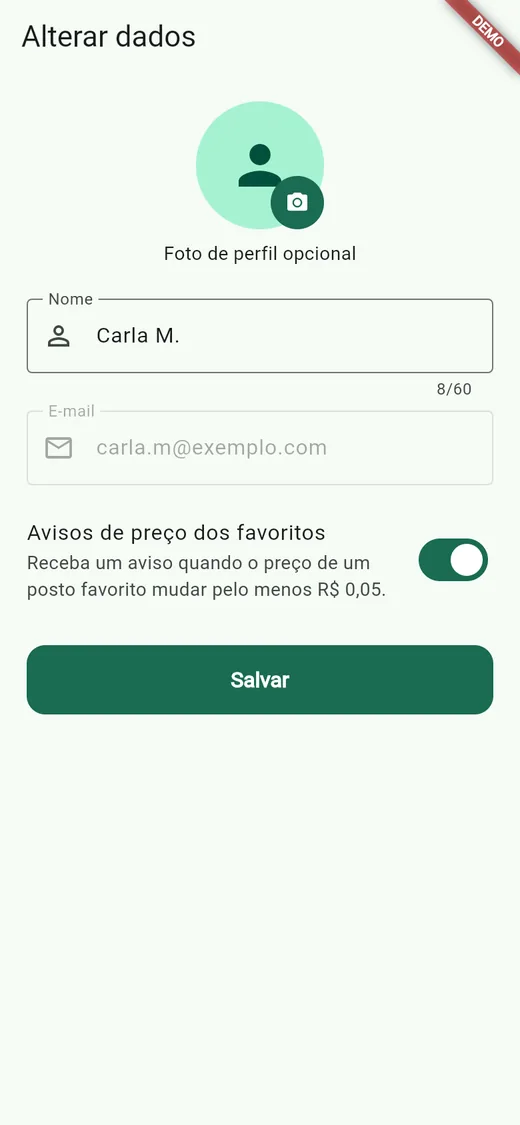 Alterar dados
DEMO
Foto de perfil opcional
Nome
Carla M.
8/60
E-mail
carla.m@exemplo.com
Avisos de preço dos favoritos
Receba um aviso quando o preço de um
posto favorito mudar pelo menos R$ 0,05.
Salvar